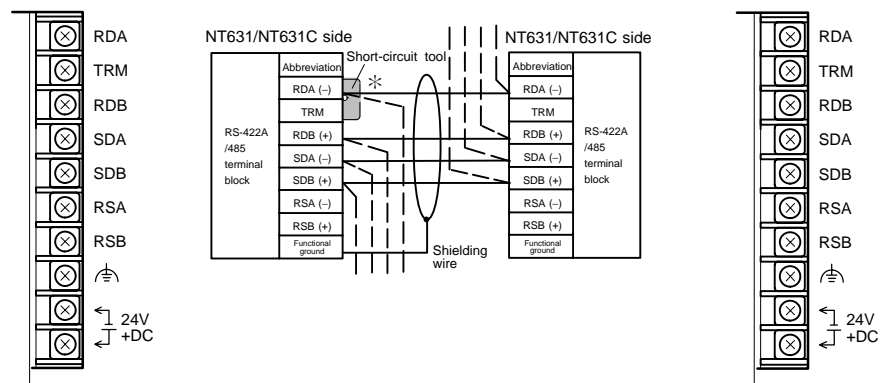 RDA
TRM
RDB
SDA
SDB
RSA
RSB
24V
+DC
NT631/NT631C side
Abbreviation
RDA (–)
TRM
RDB (+)
SDA (–)
SDB (+)
RSA (–)
RSB (+)
Functional
ground
RS-422A
/485
terminal
block
Short-circuit tool
*
Shielding
wire
NT631/NT631C side
Abbreviation
RDA (–)
TRM
RDB (+)
SDA (–)
SDB (+)
RSA (–)
RSB (+)
Functional
ground
RS-422A
/485
terminal
block
RDA
TRM
RDB
SDA
SDB
RSA
RSB
24V
+DC